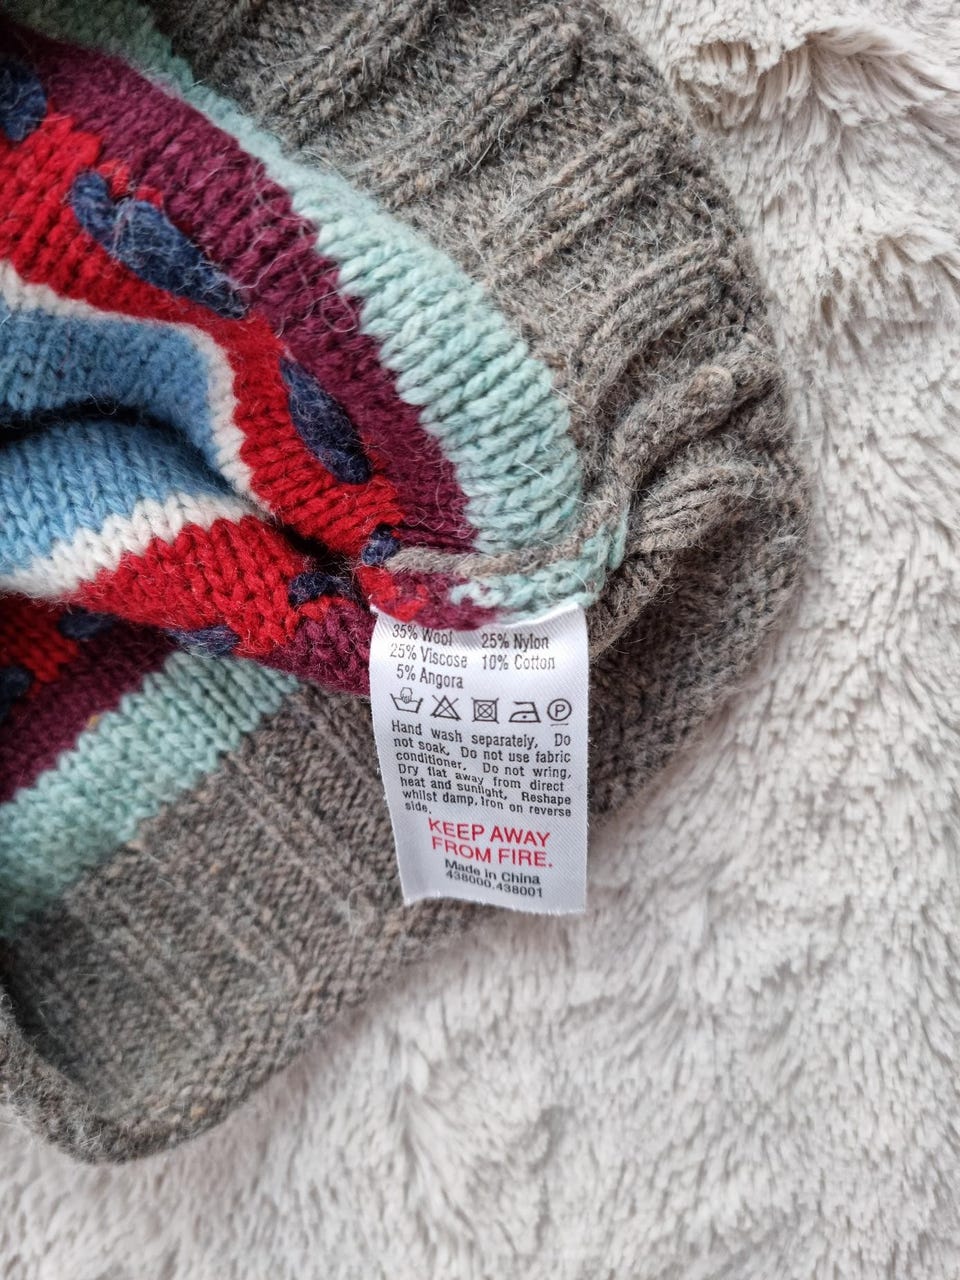 35% Wool 25% Nylon
25% Viscose 10% Cotton
5% Angora
P
Hand wash separately, Do
not soak, Do not use fabric
conditioner, Do not wring,
Dry flat away from direct
heat and sunlight, Reshape
whilst damp, Iron on reverse
side.
KEEP AWAY
FROM FIRE.
Made in China
438000.438001